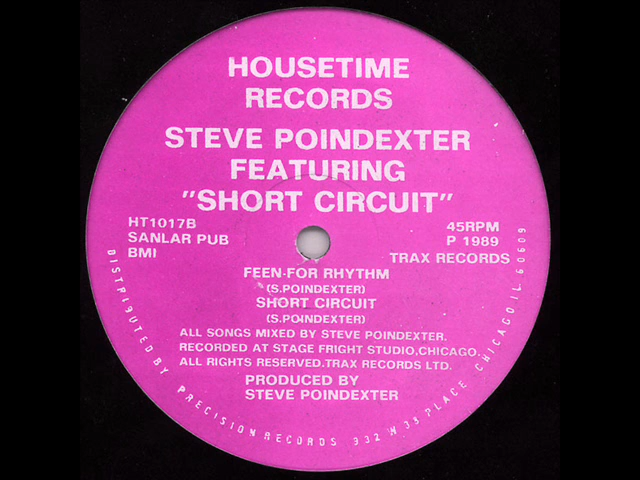 HOUSETIME
RECORDS
STEVE POINDEXTER
FEATURING
"SHORT CIRCUIT"
HT1017B
SANLAR PUB
BMI
45RPM
P 1989
TRAX RECORDS
FEEN-FOR RHYTHM
(S.POINDEXTER)
SHORT CIRCUIT
(S.POINDEXTER)
ALL SONGS MIXED BY STEVE POINDEXTER.
RECORDED AT STAGE FRIGHT STUDIO,CHICAGO.
ALL RIGHTS RESERVED.TRAX RECORDS LTD.
PRODUCED BY
STEVE POINDEXTER
DISTRIBUTED BY PRECISION RECORDS 932 W 38 PLACE CHICAGO IL 60609